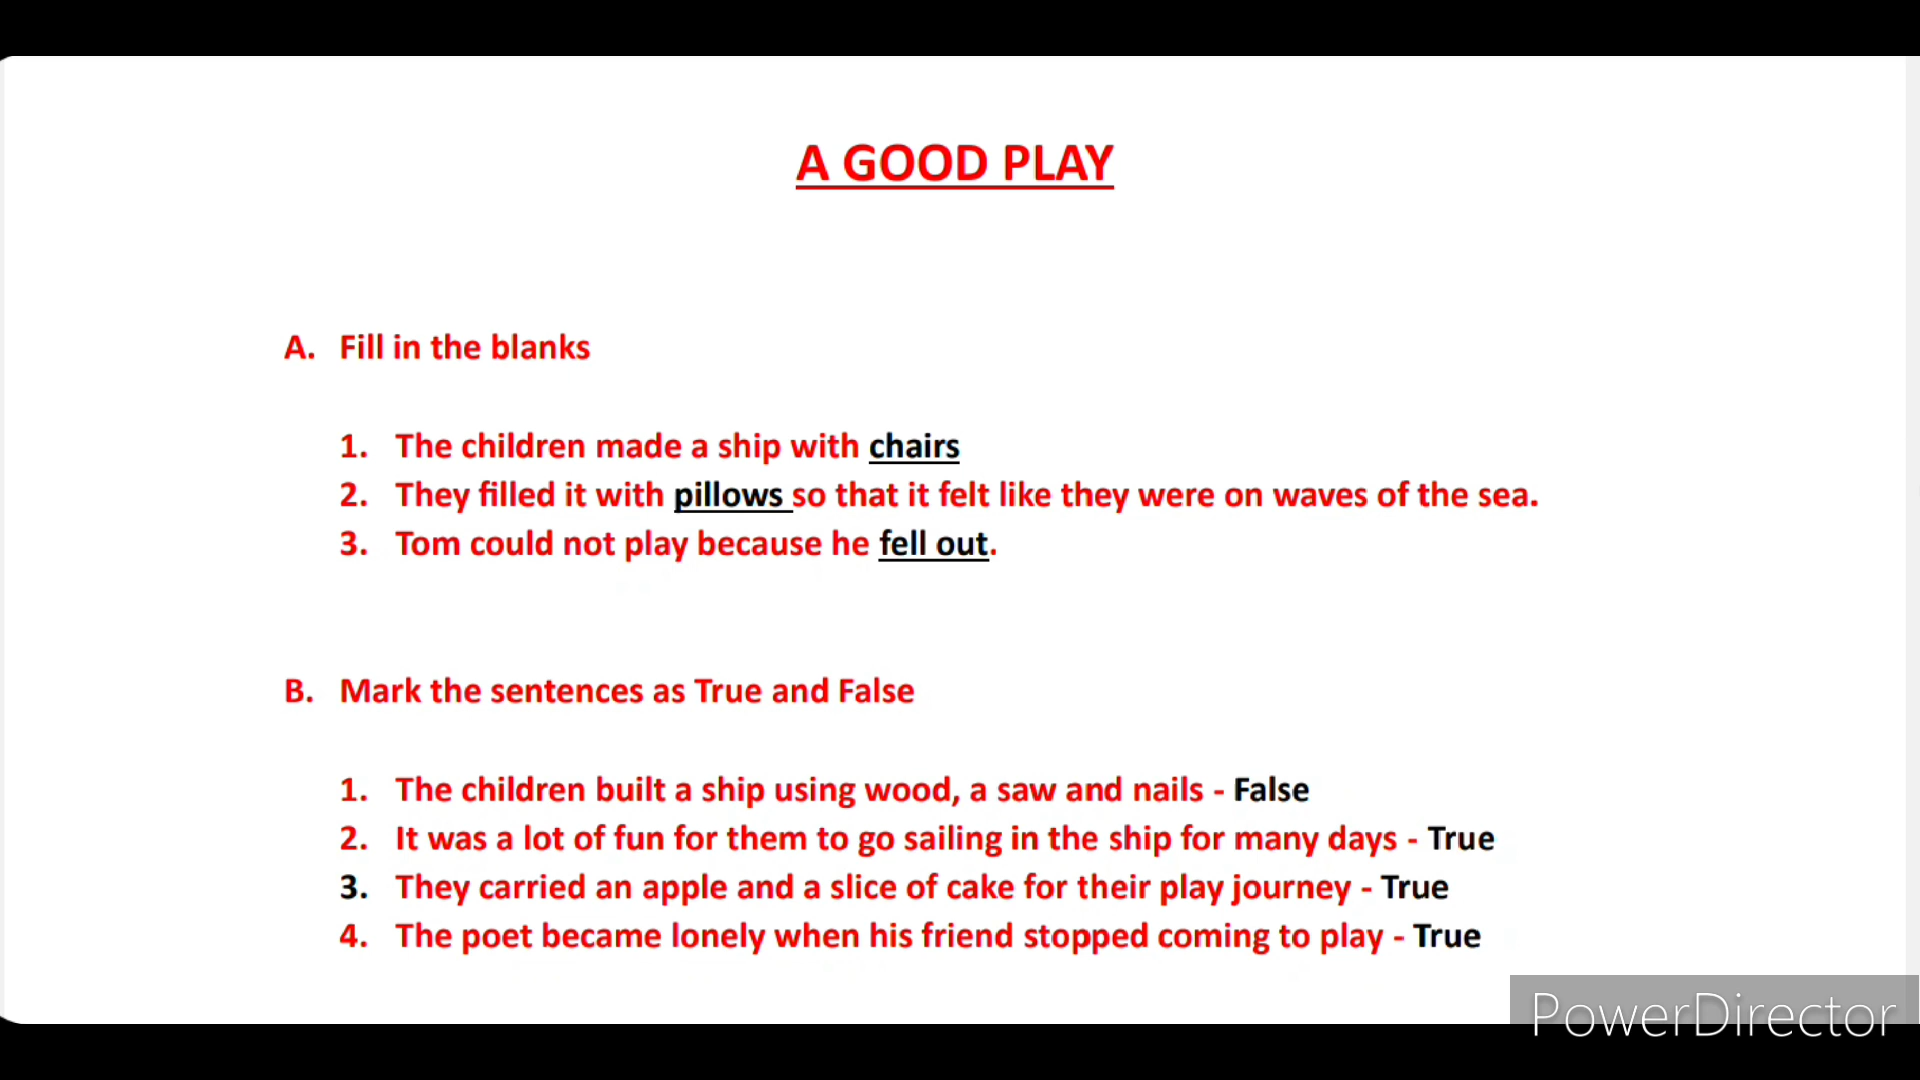 A GOOD PLAY
A. Fill in the blanks
1. The children made a ship with chairs
2. They filled it with pillows so that it felt like they were on waves of the sea.
3. Tom could not play because he fell out.
B. Mark the sentences as True and False
1. The children built a ship using wood, a saw and nails - False
2. It was a lot of fun for them to go sailing in the ship for many days - True
3. They carried an apple and a slice of cake for their play journey - True
4. The poet became lonely when his friend stopped coming to play - True
PowerDirector